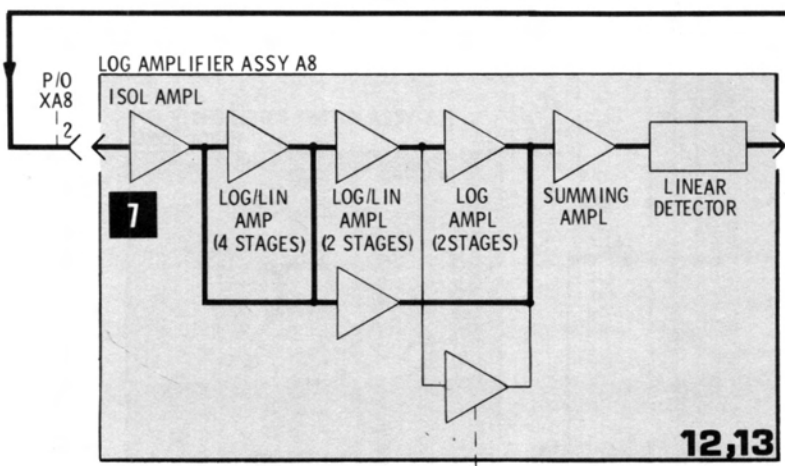 LOG AMPLIFIER ASSY A8
P/O
XA8
2
ISOL AMPL
7
LOG/LIN
AMP
(4 STAGES)
LOG/LIN
AMPL
(2 STAGES)
LOG
AMPL
(2STAGES)
SUMMING
AMPL
LINEAR
DETECTOR
12,13